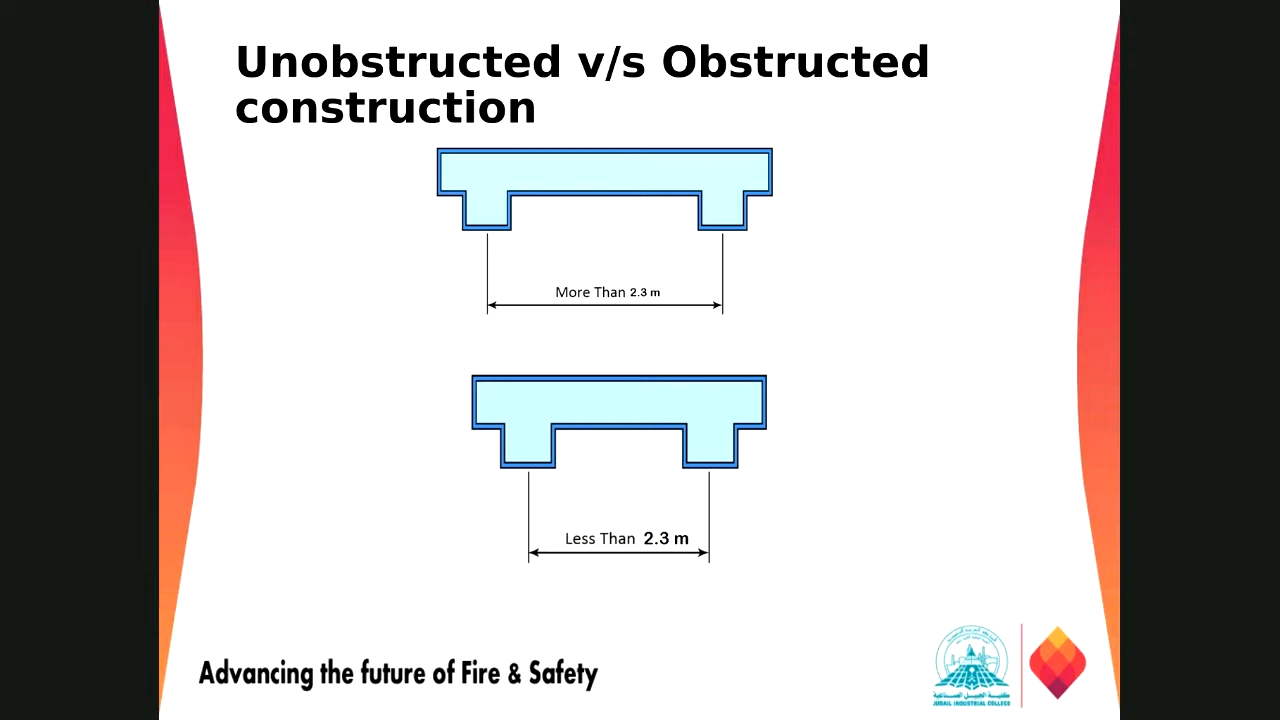 Unobstructed v/s Obstructed
construction
More Than 2.3 m
Less Than 2.3 m
Advancing the future of Fire & Safety
JUBAIL INDUSTRIAL COLLEGE